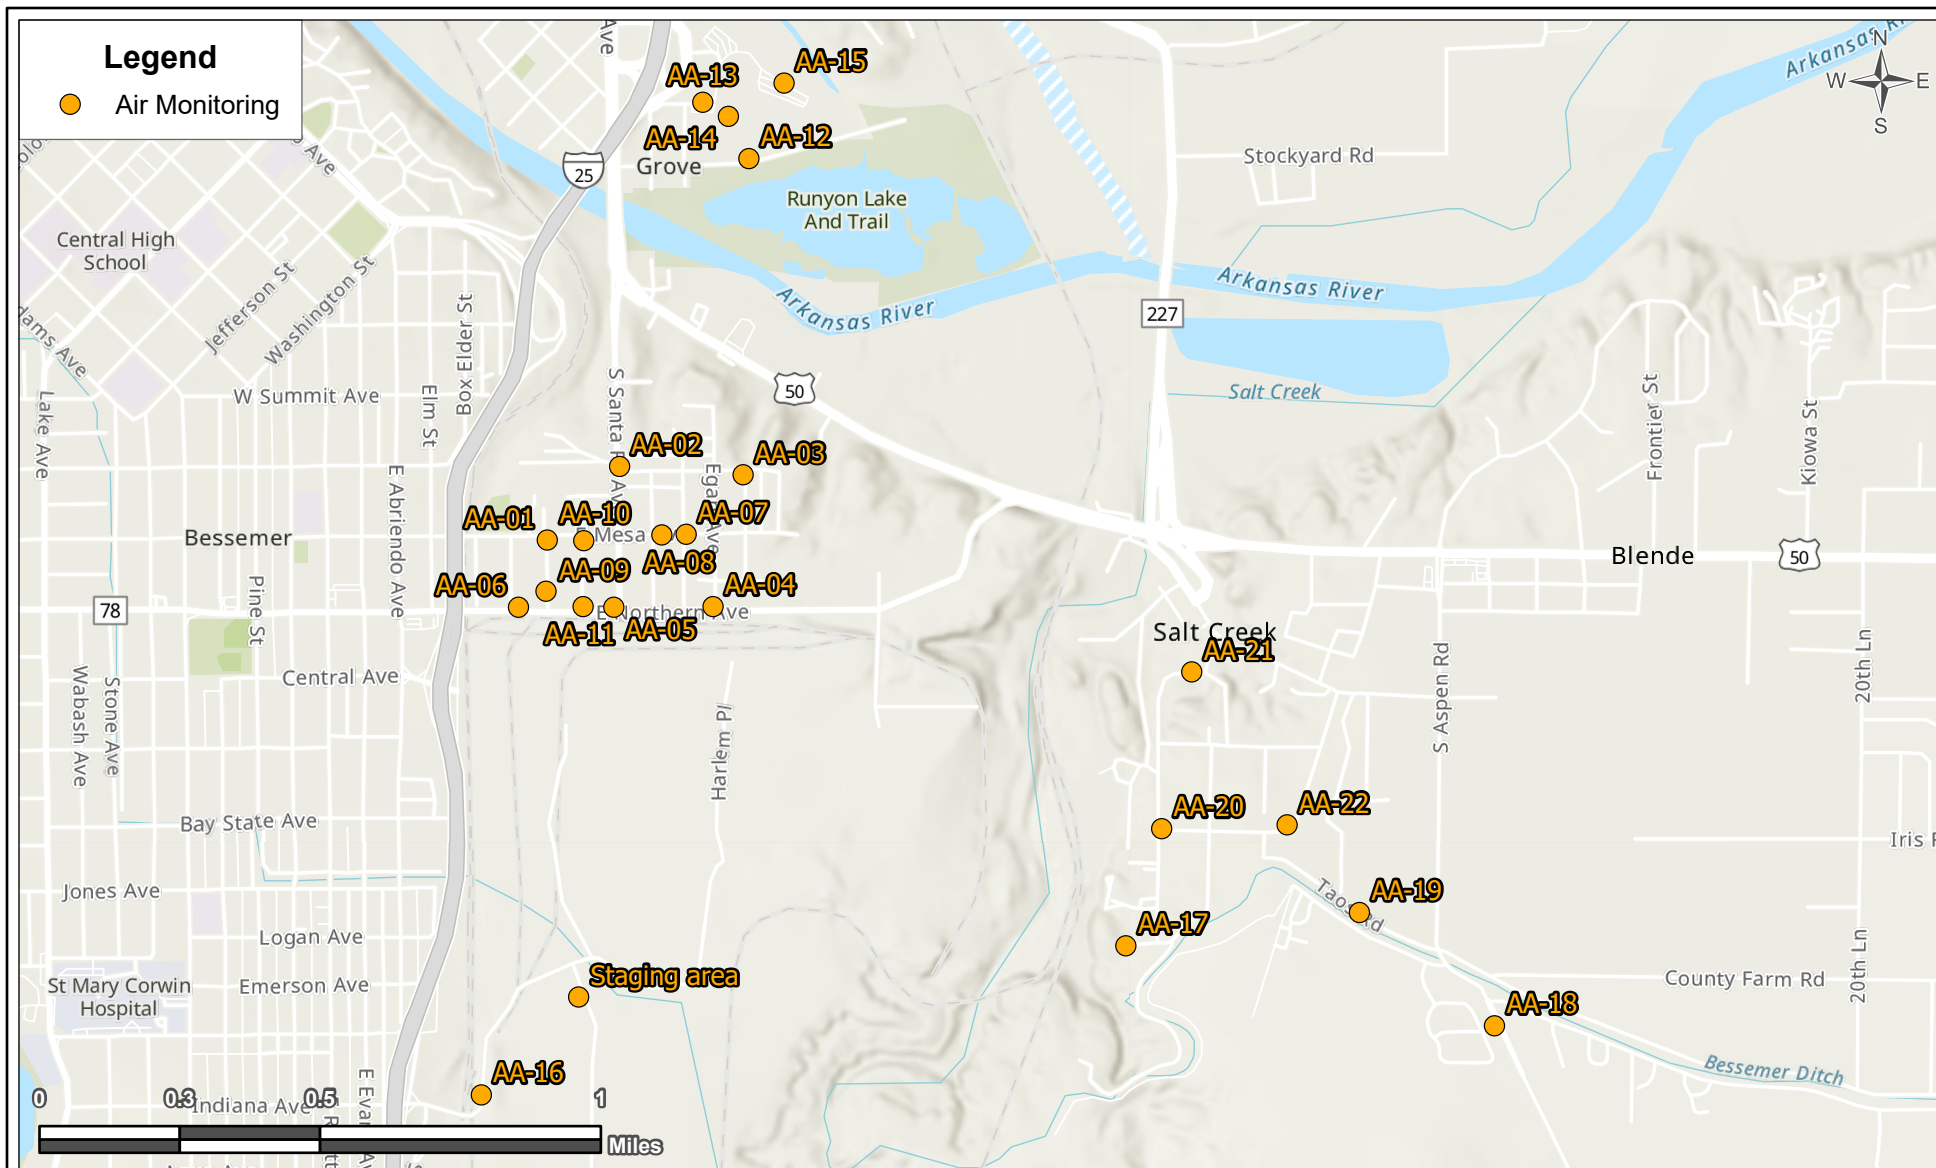 Legend
Air Monitoring
N
W
E
S
Arkansas
Ave
AA-13
AA-15
AA-14
AA-12
Grove
25
Ave
Stockyard Rd
Runyon Lake
And Trail
Central High
School
Jefferson St
Washington St
Arkansas River
Arkansas River
227
Box Elder St
Elm St
W Summit Ave
Lake Ave
S Santa
50
Salt Creek
Frontier St
Kiowa St
AA-02
AA-03
E Abriendo Ave
AA-01
AA-10
AA-07
E Mesa
Bessemer
AA-08
AA-09
AA-06
AA-04
Blende
50
78
Pine St
E Northern Ave
AA-11
AA-05
Salt Creek
AA-21
Central Ave
Wabash Ave
Stone Ave
Harlem Pl
S Aspen Rd
20th Ln
Bay State Ave
AA-20
AA-22
Iris
Jones Ave
Taos Rd
AA-19
AA-17
Logan Ave
Staging area
St Mary Corwin
Hospital
Emerson Ave
County Farm Rd
20th Ln
AA-18
AA-16
Bessemer Ditch
0
0.3
0.5
1
Indiana Ave
E Evan
Miles